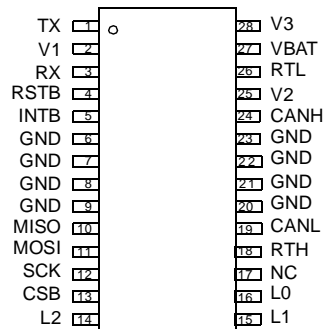 TX 1 28 V3
V1 2 27 VBAT
RX 3 26 RTL
RSTB 4 25 V2
INTB 5 24 CANH
GND 6 23 GND
GND 7 22 GND
GND 8 21 GND
GND 9 20 GND
MISO 10 19 CANL
MOSI 11 18 RTH
SCK 12 17 NC
CSB 13 16 L0
L2 14 15 L1